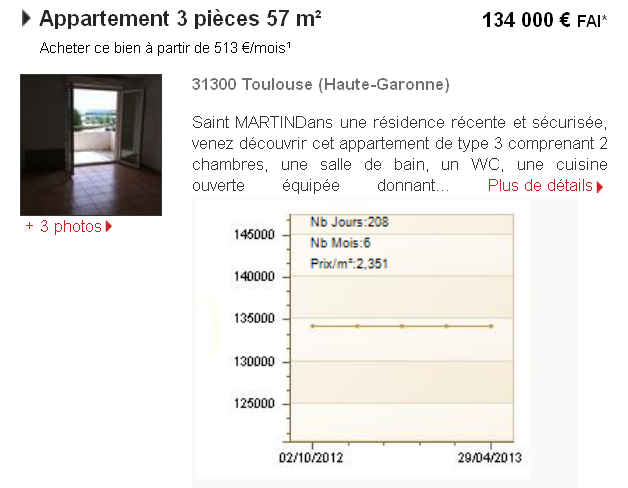 Appartement 3 pièces 57 m²
134 000 € FAI*
Acheter ce bien à partir de 513 €/mois¹
31300 Toulouse (Haute-Garonne)
Saint MARTINDans une résidence récente et sécurisée,
venez découvrir cet appartement de type 3 comprenant 2
chambres, une salle de bain, un WC, une cuisine
ouverte équipée donnant... Plus de détails
+ 3 photos
Nb Jours:208
Nb Mois:6
Prix/m²:2,351
145000
140000
135000
130000
125000
02/10/2012
29/04/2013